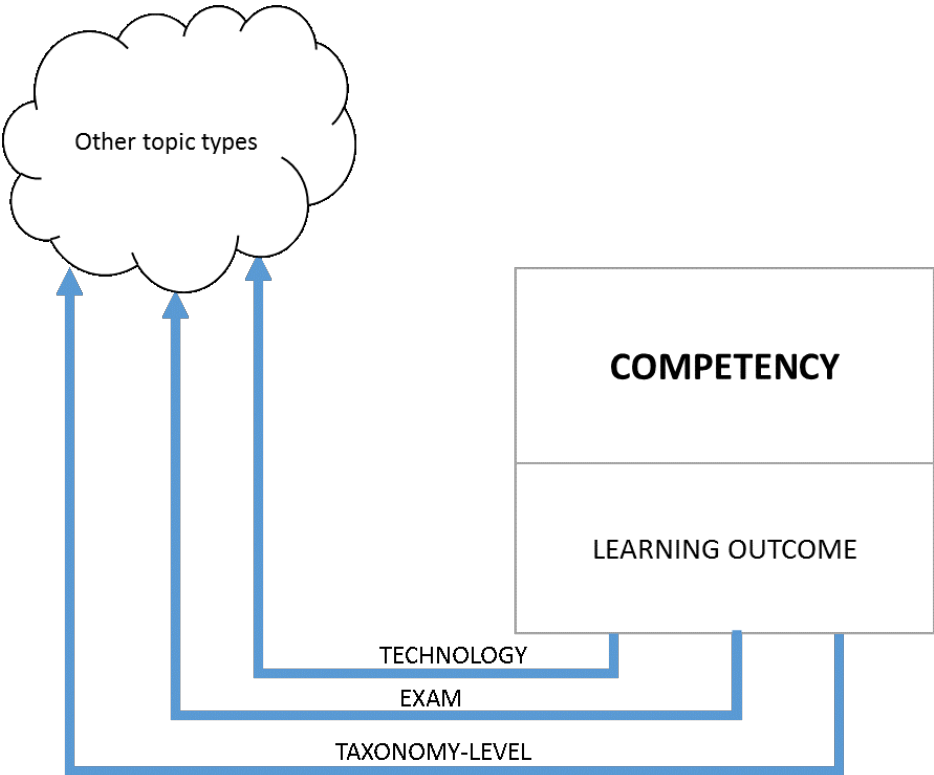 Other topic types
COMPETENCY
LEARNING OUTCOME
TECHNOLOGY
EXAM
TAXONOMY-LEVEL